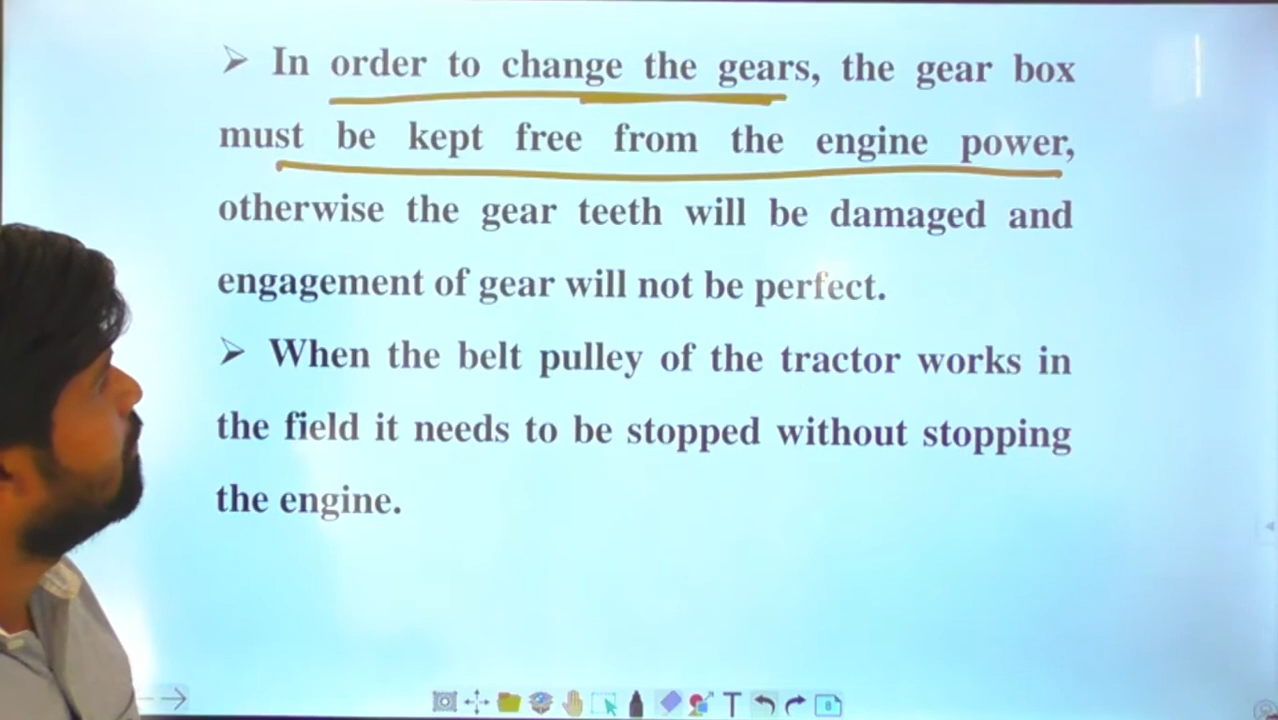 ➢ In order to change the gears, the gear box
must be kept free from the engine power,
otherwise the gear teeth will be damaged and
engagement of gear will not be perfect.
➢ When the belt pulley of the tractor works in
the field it needs to be stopped without stopping
the engine.
T
8